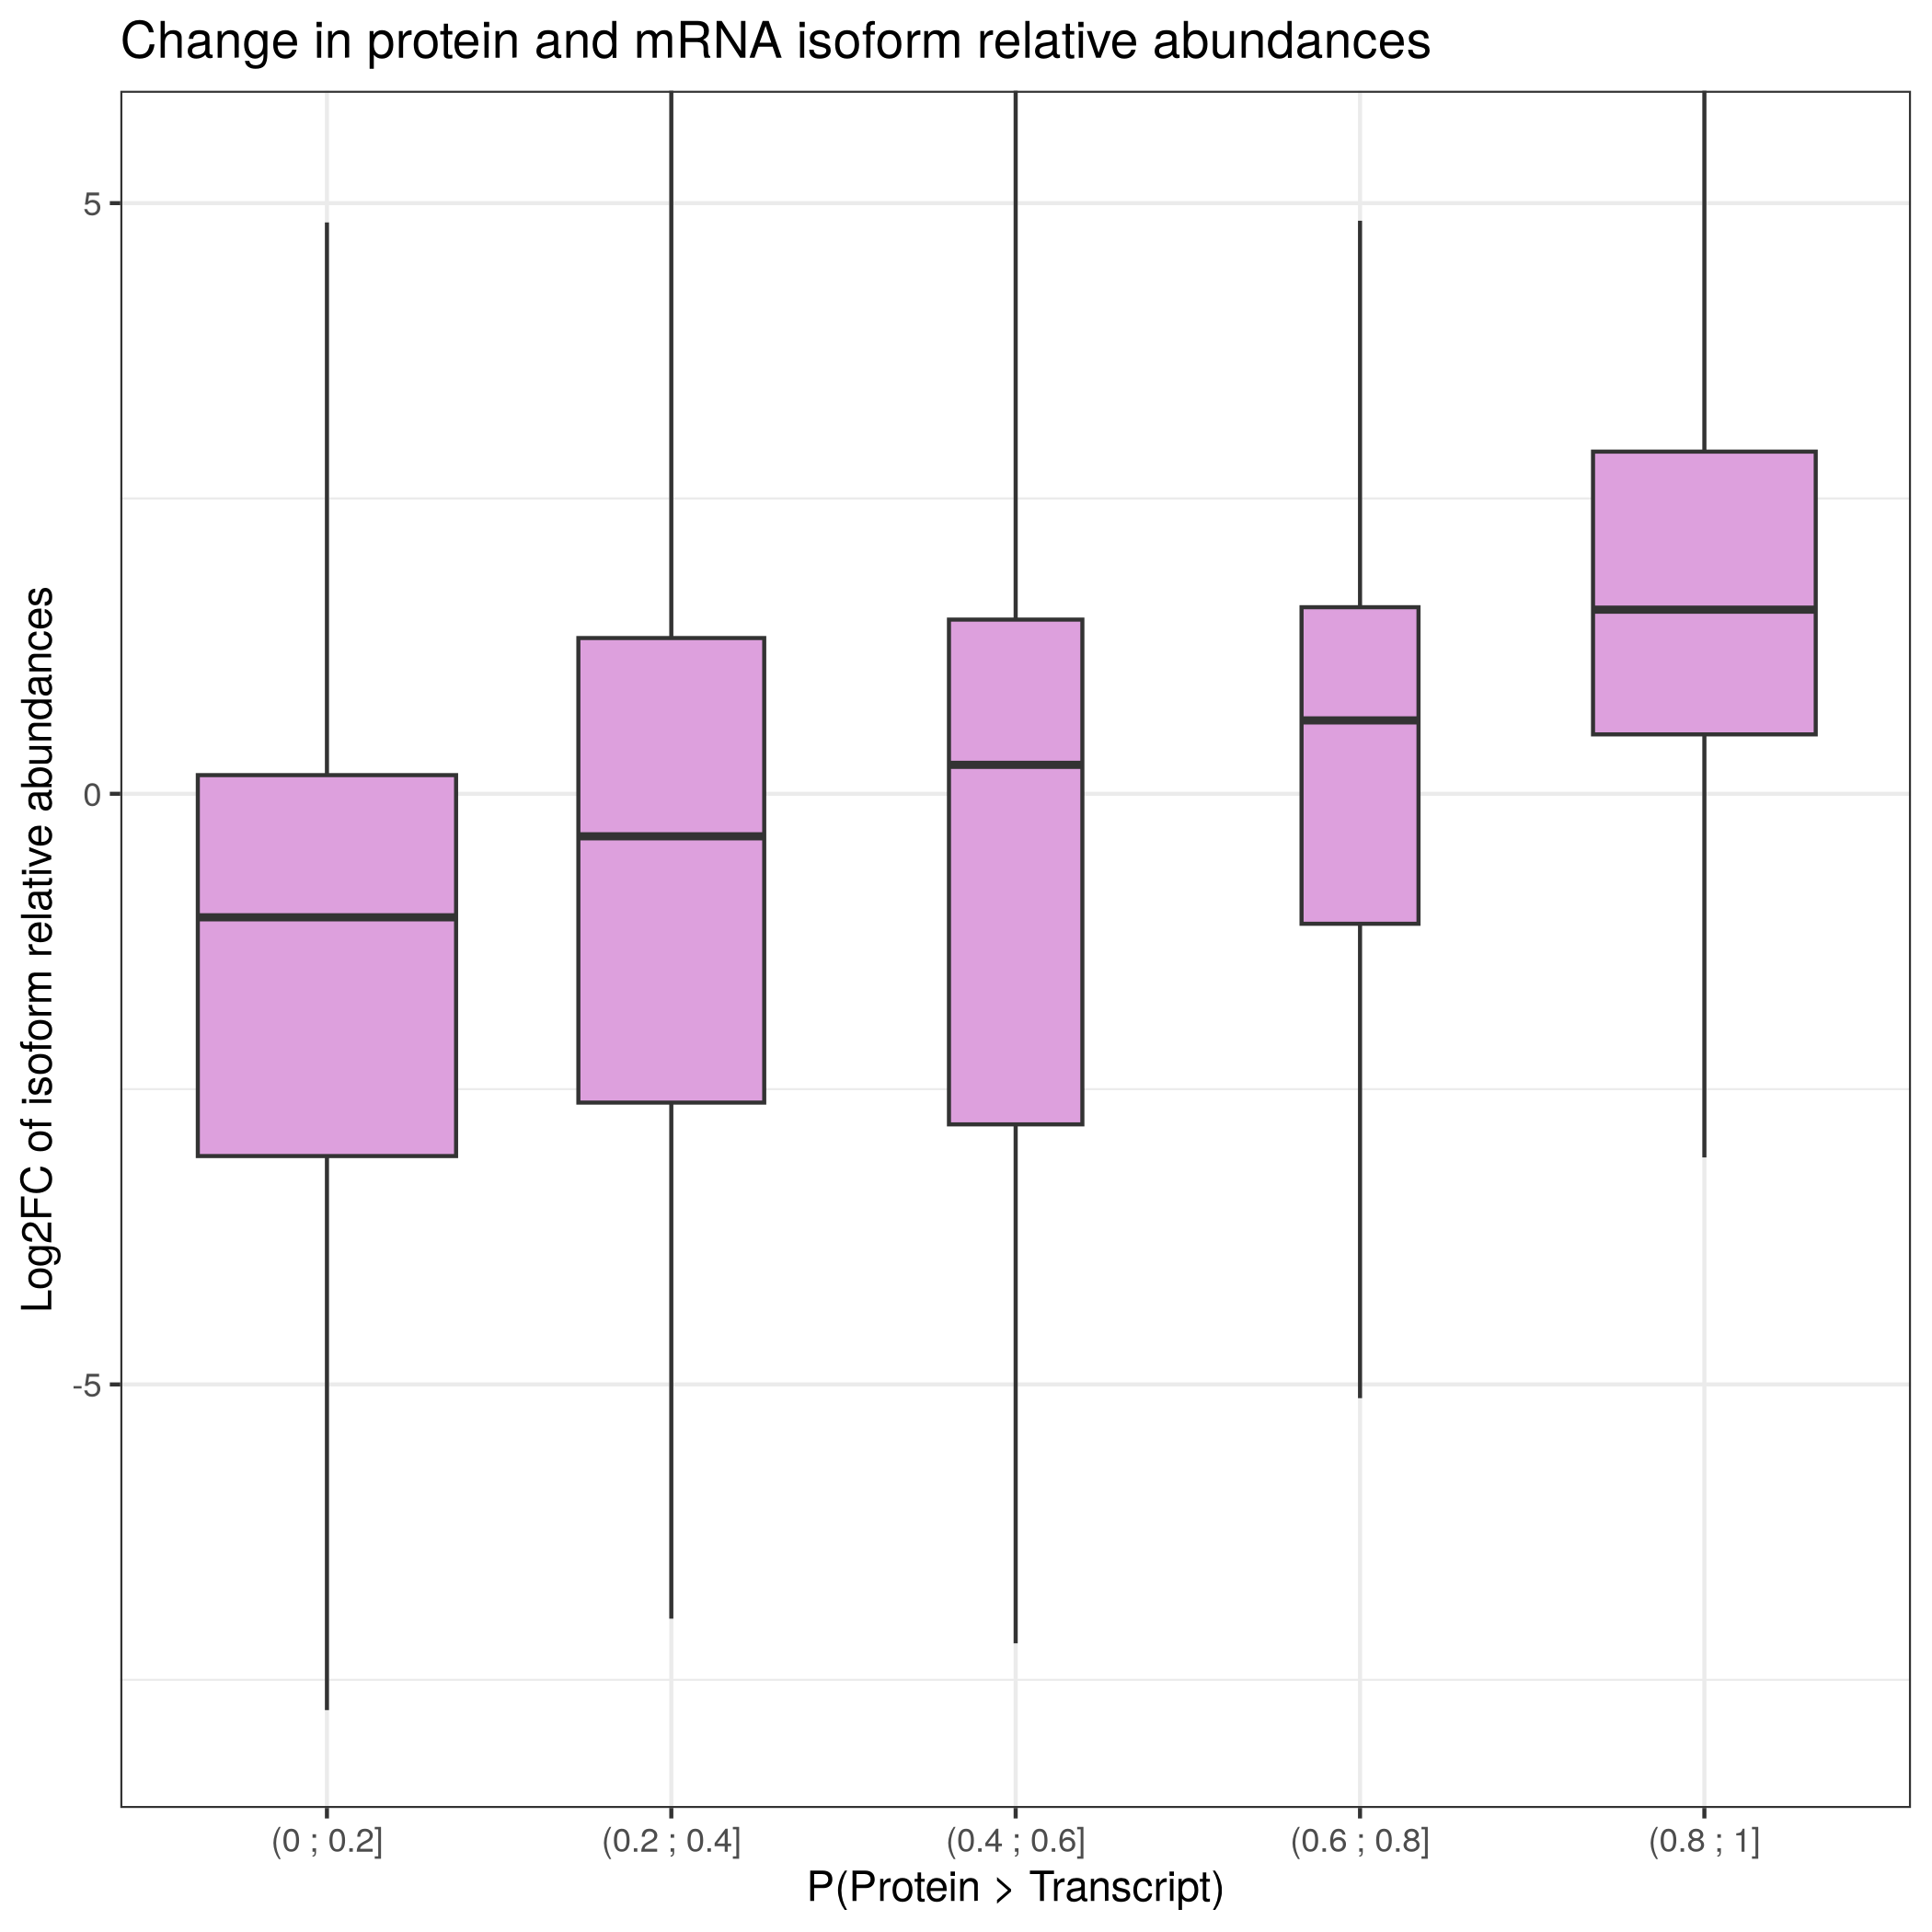 Change in protein and mRNA isoform relative abundances
Log2FC of isoform relative abundances
5
0
-5
(0 ; 0.2]
(0.2 ; 0.4]
(0.4 ; 0.6]
(0.6 ; 0.8]
(0.8 ; 1]
P(Protein > Transcript)